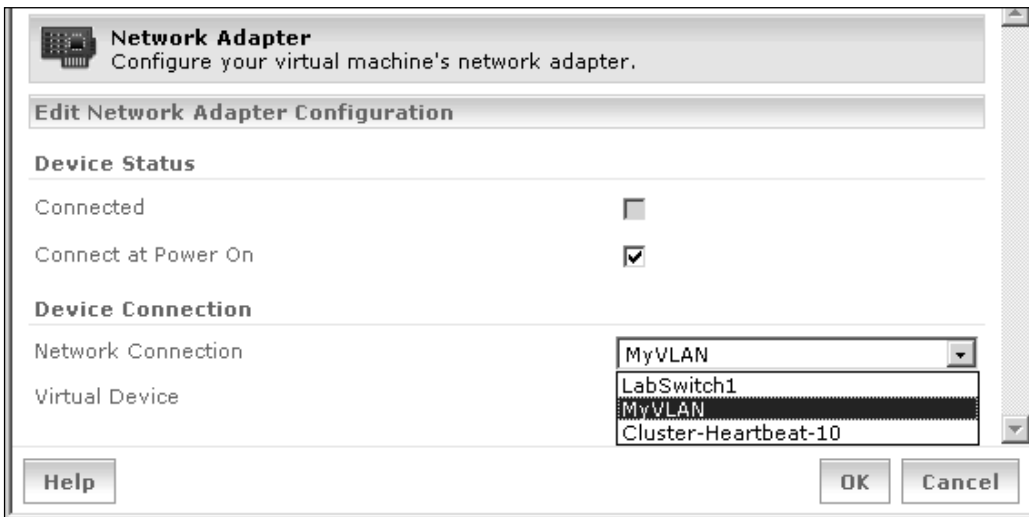 Network Adapter
Configure your virtual machine's network adapter.
Edit Network Adapter Configuration
Device Status
Connected
Connect at Power On
Device Connection
Network Connection
MyVLAN
Virtual Device
LabSwitch1
MyVLAN
Cluster-Heartbeat-10
Help
OK
Cancel